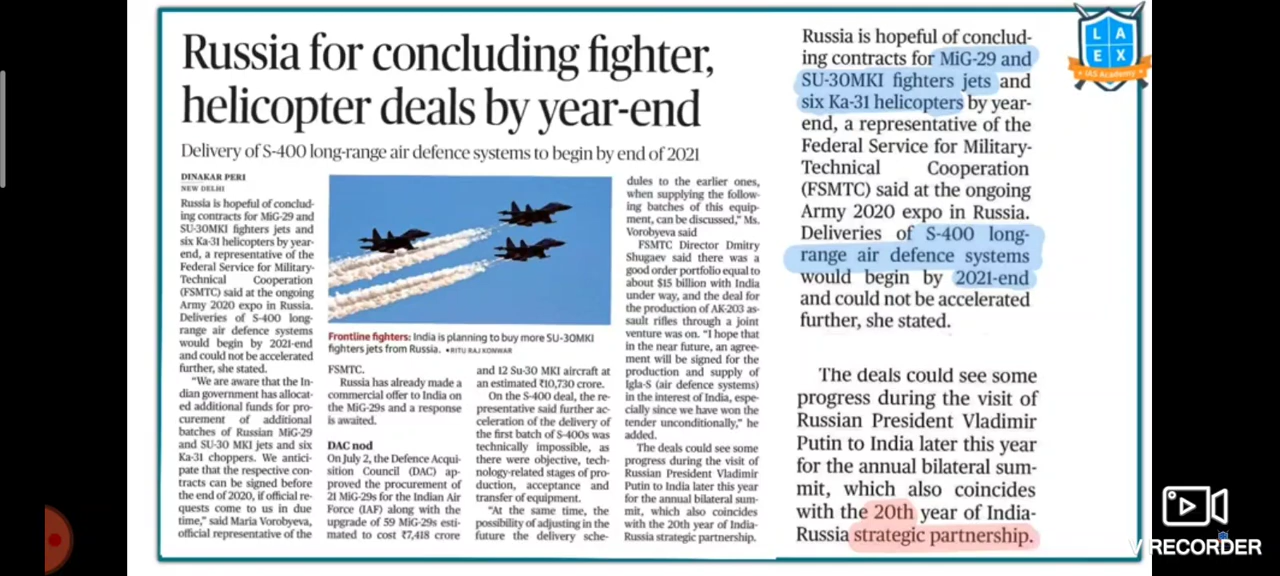 Russia for concluding fighter,
helicopter deals by year-end
Delivery of S-400 long-range air defence systems to begin by end of 2021
DINAKAR PERI
NEW DELHI
Russia is hopeful of conclud-
ing contracts for MiG-29 and
SU-30MKI fighters jets and
six Ka-31 helicopters by year-
end, a representative of the
Federal Service for Military-
Technical Cooperation
(FSMTC) said at the ongoing
Army 2020 expo in Russia.
Deliveries of S-400 long-
range air defence systems
would begin by 2021-end
and could not be accelerated
further, she stated.
“We are aware that the In-
dian government has allocat-
ed additional funds for pro-
curement of additional
batches of Russian MiG-29
and SU-30 MKI jets and six
Ka-31 choppers. We antici-
pate that the respective con-
tracts can be signed before
the end of 2020, if official re-
quests come to us in due
time,” said Maria Vorobyeva,
official representative of the
Frontline fighters: India is planning to buy more SU-30MKI
fighters jets from Russia. • RITU RAJ KONWAR
FSMTC.
Russia has already made a
commercial offer to India on
the MiG-29s and a response
is awaited.
DAC nod
On July 2, the Defence Acqui-
sition Council (DAC) ap-
proved the procurement of
21 MiG-29s for the Indian Air
Force (IAF) along with the
upgrade of 59 MiG-29s esti-
mated to cost ₹7,418 crore
and 12 Su-30 MKI aircraft at
an estimated ₹10,730 crore.
On the S-400 deal, the re-
presentative said further ac-
celeration of the delivery of
the first batch of S-400s was
technically impossible, as
there were objective, tech-
nology-related stages of pro-
duction, acceptance and
transfer of equipment.
“At the same time, the
possibility of adjusting in the
future the delivery sche-
dules to the earlier ones,
when supplying the follow-
ing batches of this equip-
ment, can be discussed,” Ms.
Vorobyeva said
FSMTC Director Dmitry
Shugaev said there was a
good order portfolio equal to
about $15 billion with India
under way, and the deal for
the production of AK-203 as-
sault rifles through a joint
venture was on. “I hope that
in the near future, an agree-
ment will be signed for the
production and supply of
Igla-S (air defence systems)
in the interest of India, espe-
cially since we have won the
tender unconditionally,” he
added.
The deals could see some
progress during the visit of
Russian President Vladimir
Putin to India later this year
for the annual bilateral sum-
mit, which also coincides
with the 20th year of India-
Russia strategic partnership.
Russia is hopeful of conclud-
ing contracts for MiG-29 and
SU-30MKI fighters jets and
six Ka-31 helicopters by year-
end, a representative of the
Federal Service for Military-
Technical Cooperation
(FSMTC) said at the ongoing
Army 2020 expo in Russia.
Deliveries of S-400 long-
range air defence systems
would begin by 2021-end
and could not be accelerated
further, she stated.
The deals could see some
progress during the visit of
Russian President Vladimir
Putin to India later this year
for the annual bilateral sum-
mit, which also coincides
with the 20th year of India-
Russia strategic partnership.
L A
E X
IAS Academy
V RECORDER